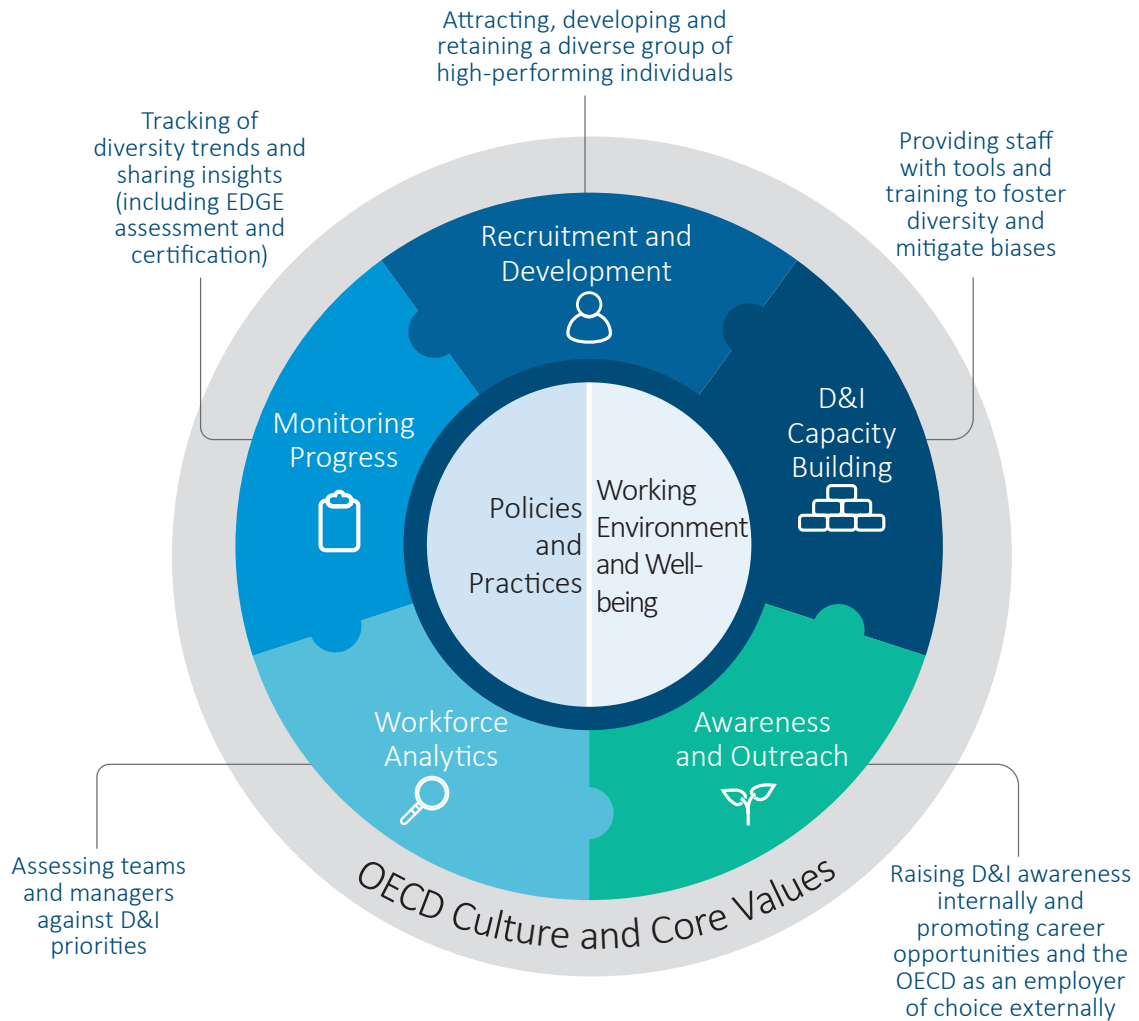 Attracting, developing and
retaining a diverse group of
high-performing individuals
Tracking of
diversity trends and
sharing insights
(including EDGE
assessment and
certification)
Providing staff
with tools and
training to foster
diversity and
mitigate biases
Recruitment and
Development
D&I
Capacity
Building
Monitoring
Progress
Policies
and
Practices
Working
Environment
and Well-
being
Workforce
Analytics
Awareness
and Outreach
Assessing teams
and managers
against D&I
priorities
Raising D&I awareness
internally and
promoting career
opportunities and the
OECD as an employer
of choice externally
OECD Culture and Core Values